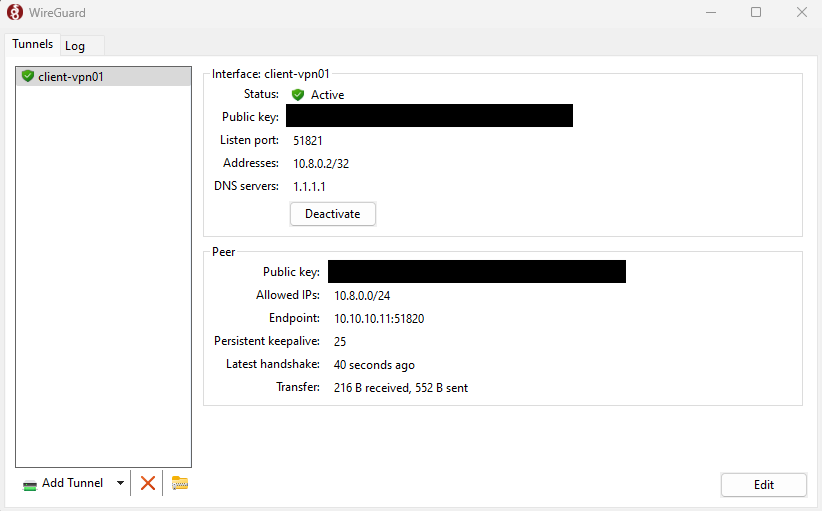 WireGuard
Tunnels
Log
client-vpn01
Interface: client-vpn01
Status: Active
Public key:
Listen port: 51821
Addresses: 10.8.0.2/32
DNS servers: 1.1.1.1
Deactivate
Peer
Public key:
Allowed IPs: 10.8.0.0/24
Endpoint: 10.10.10.11:51820
Persistent keepalive: 25
Latest handshake: 40 seconds ago
Transfer: 216 B received, 552 B sent
Add Tunnel
Edit